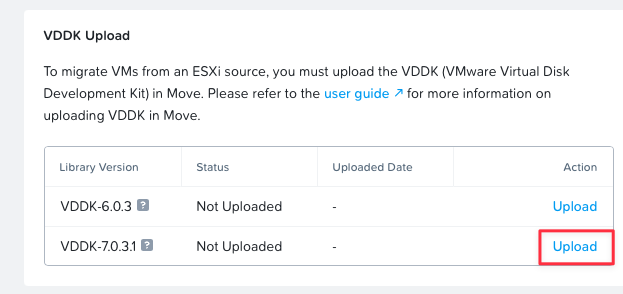 VDDK Upload
To migrate VMs from an ESXi source, you must upload the VDDK (VMware Virtual Disk
Development Kit) in Move. Please refer to the user guide ↗ for more information on
uploading VDDK in Move.
Library Version Status Uploaded Date Action
VDDK-6.0.3 ? Not Uploaded - Upload
VDDK-7.0.3.1 ? Not Uploaded - Upload